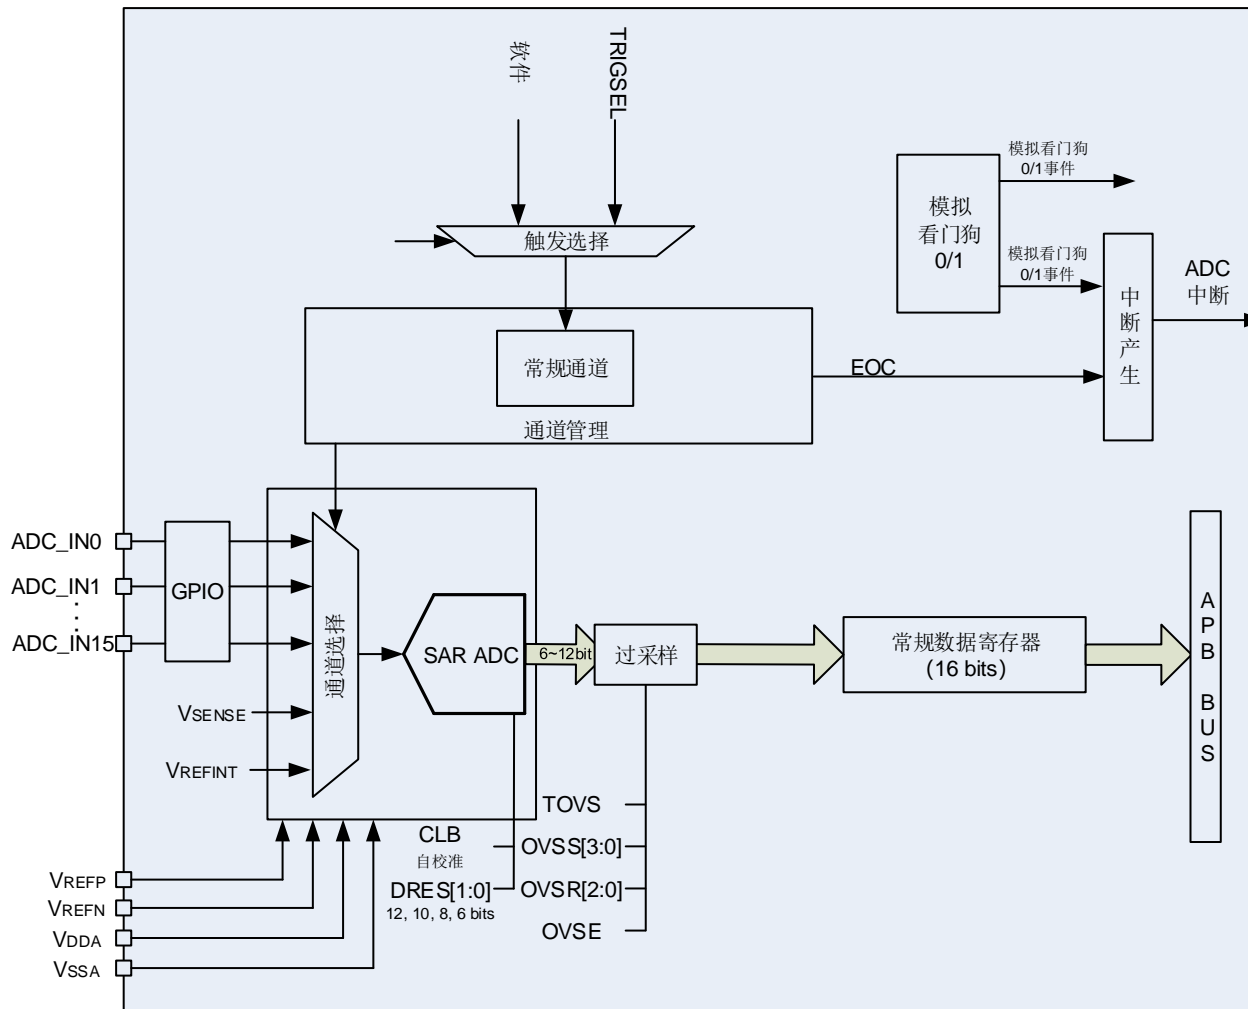 软件
TRIGSEL
触发选择
模拟
看门狗
0/1
模拟看门狗
0/1事件
模拟看门狗
0/1事件
中断产生
ADC
中断
常规通道
通道管理
EOC
ADC_IN0
ADC_IN1
⋮
ADC_IN15
GPIO
通道选择
SAR ADC
6~12bit
过采样
常规数据寄存器
(16 bits)
APB BUS
VSENSE
VREFINT
CLB
自校准
DRES[1:0]
12, 10, 8, 6 bits
TOVS
OVSS[3:0]
OVSR[2:0]
OVSE
VREFP
VREFN
VDDA
VSSA